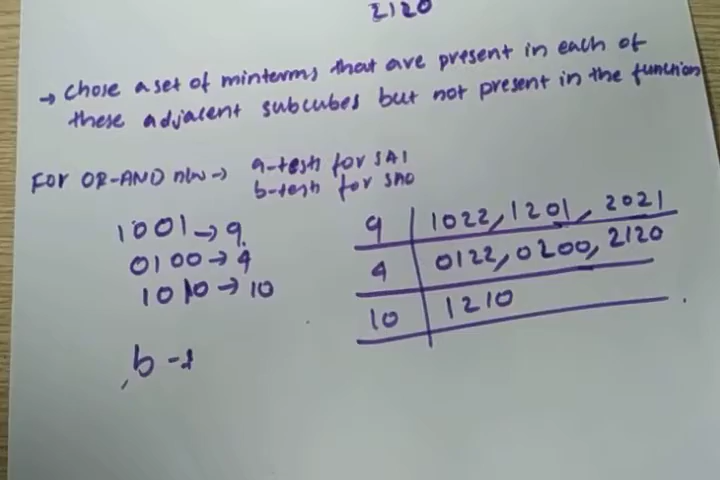 2120
→ chose a set of minterms that are present in each of
these adjacent subcubes but not present in the function
FOR OR-AND n/w → a-tests for SA1
b-tests for SA0
1001 → 9
0100 → 4
1010 → 10
9 | 1022, 1201, 2021
4 | 0122, 0200, 2120
10 | 1210
b -